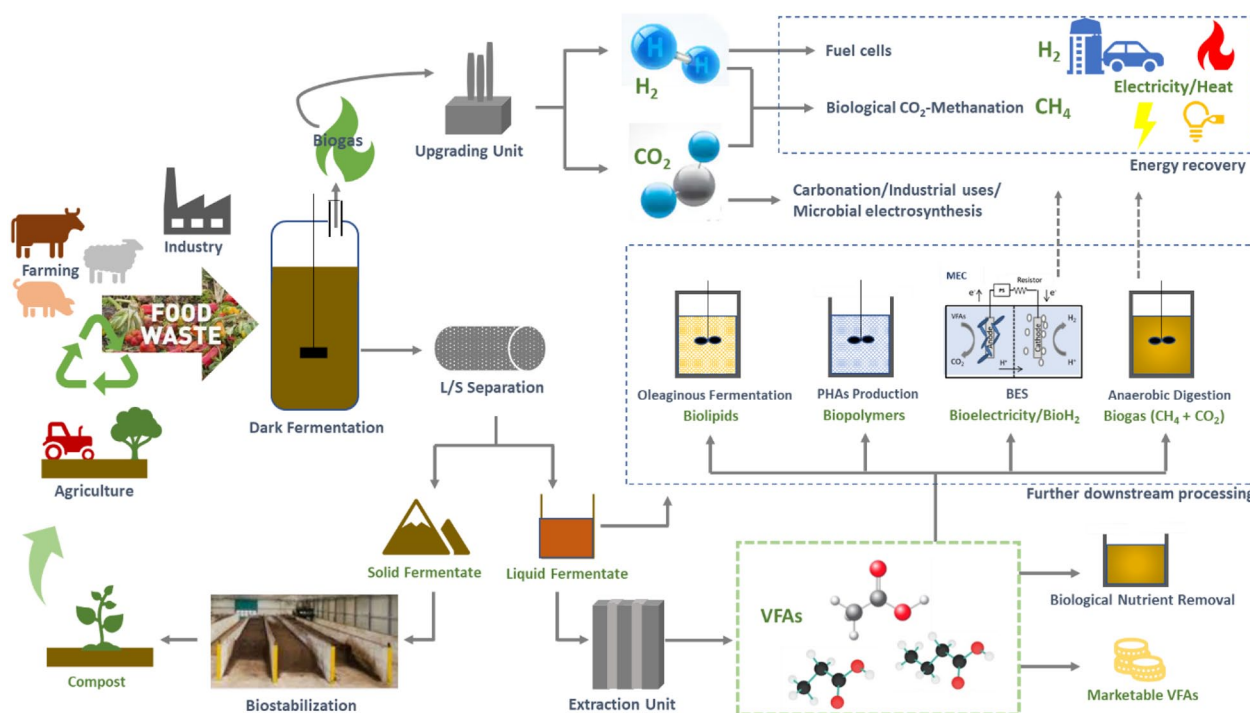 H H
H2
Fuel cells
H2
Electricity/Heat
Biological CO2-Methanation
CH4
Energy recovery
Biogas
Upgrading Unit
CO2
Carbonation/Industrial uses/
Microbial electrosynthesis
Industry
Farming
FOOD
WASTE
Dark Fermentation
L/S Separation
MEC
Resistor
e-
PS
e-
VFAs
CO2
Anode
H+
Cathode
H2
H+
Oleaginous Fermentation
Biolipids
PHAs Production
Biopolymers
BES
Bioelectricity/BioH2
Anaerobic Digestion
Biogas (CH4 + CO2)
Further downstream processing
Agriculture
Solid Fermentate
Liquid Fermentate
VFAs
Biological Nutrient Removal
Marketable VFAs
Compost
Biostabilization
Extraction Unit